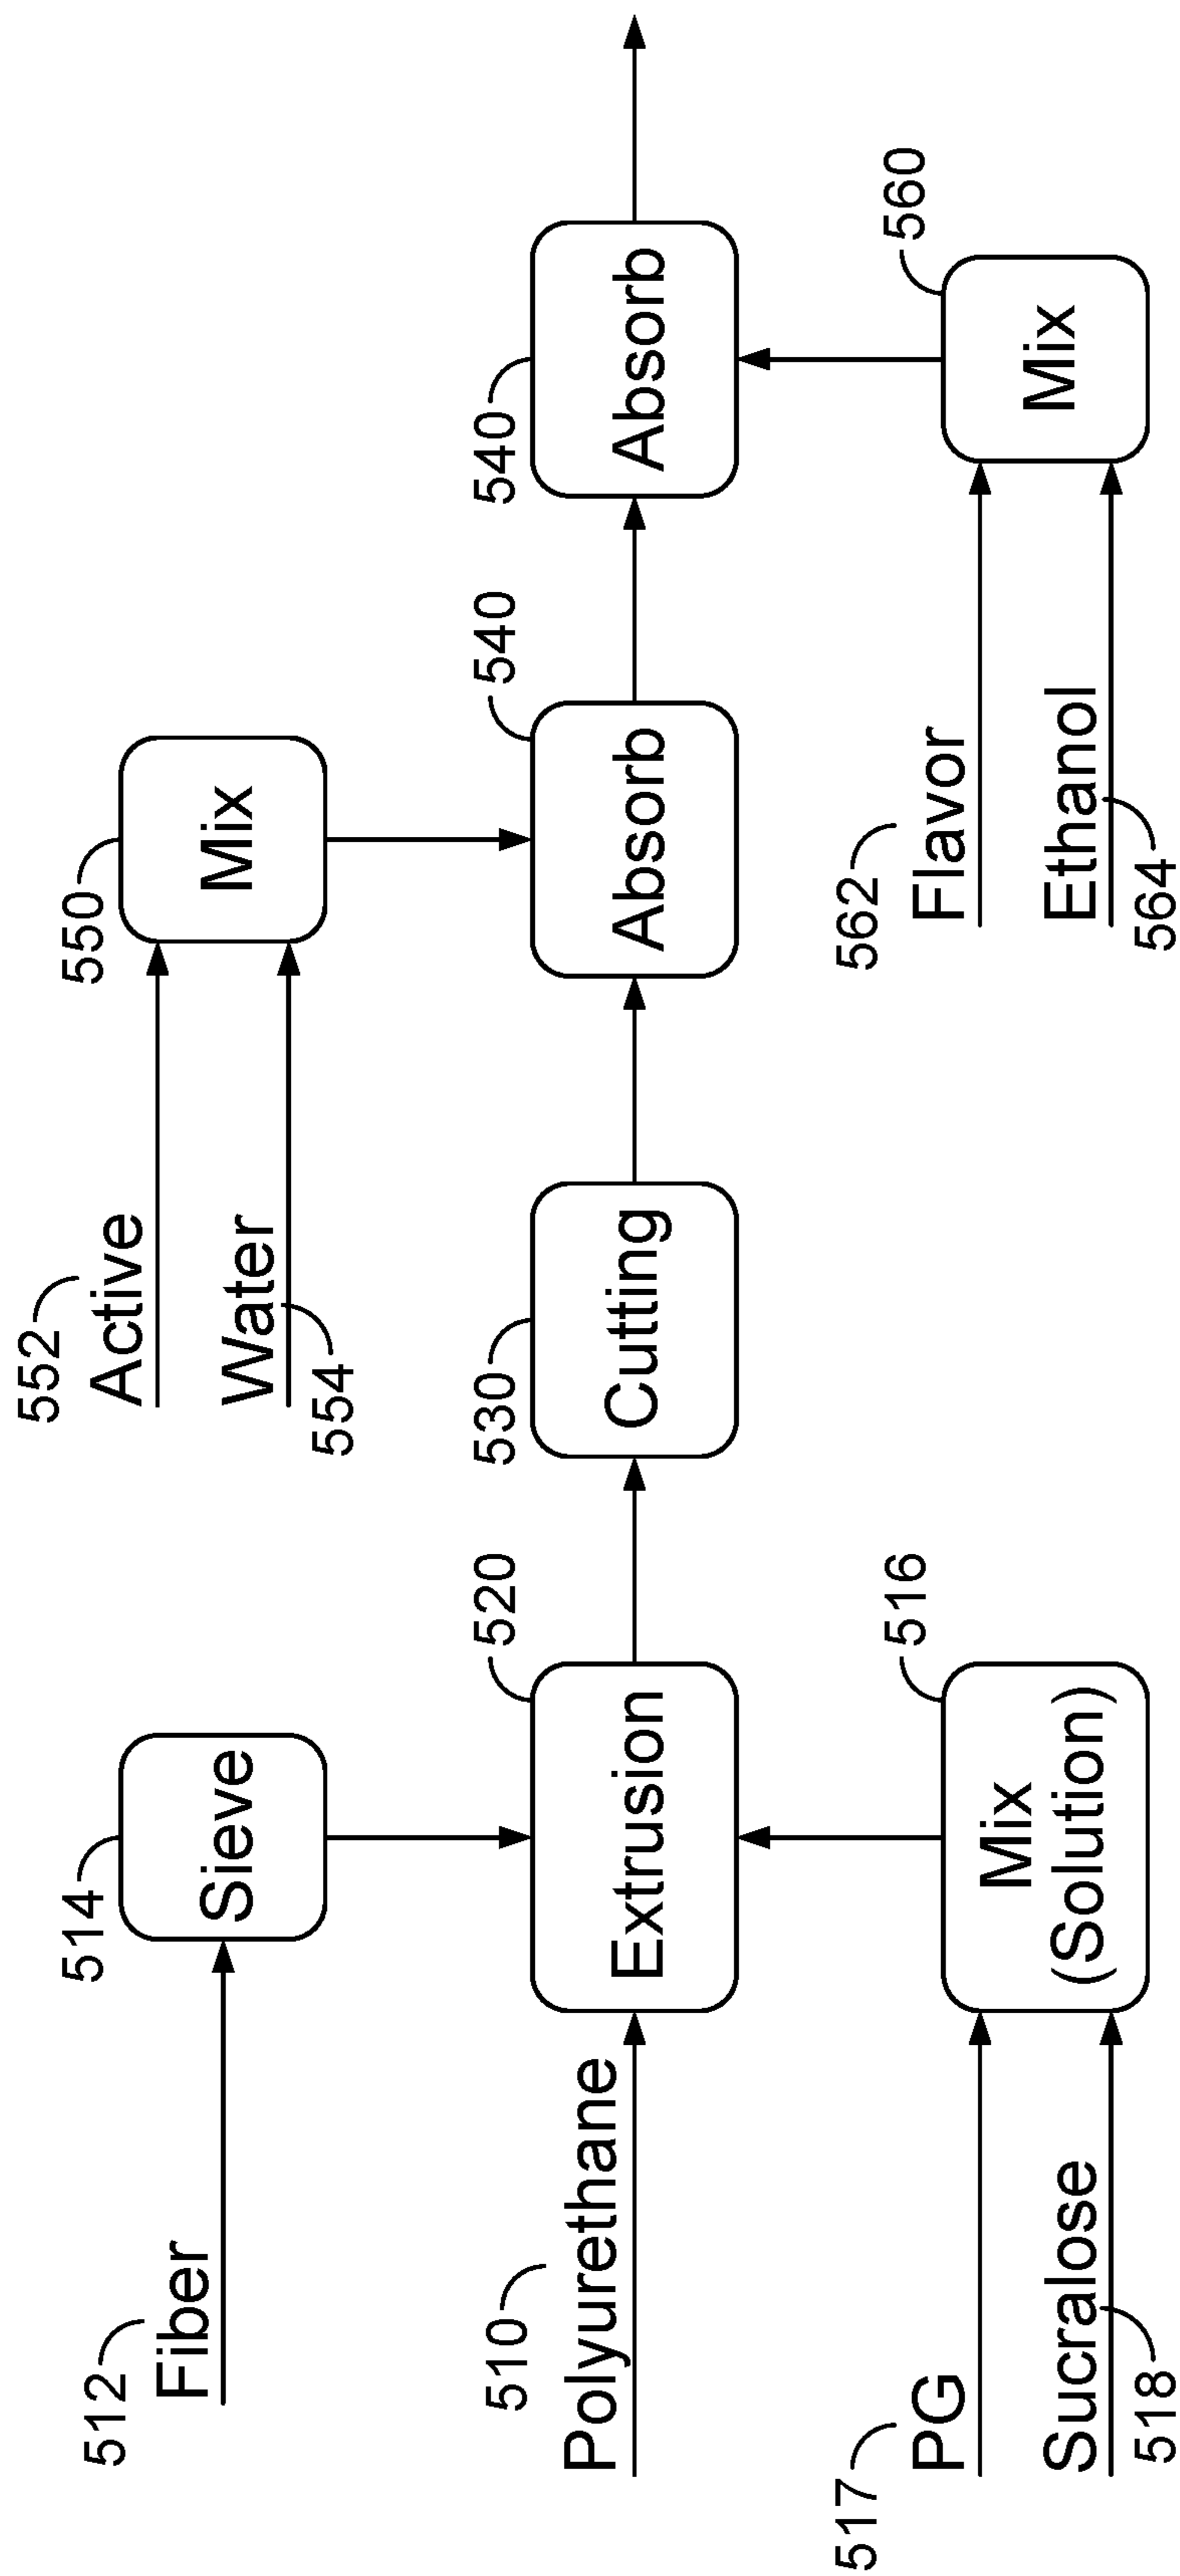 512
Fiber
514
Sieve
510
Polyurethane
520
Extrusion
517
PG
Sucralose
518
516
Mix
(Solution)
530
Cutting
552
Active
Water
554
550
Mix
540
Absorb
562
Flavor
Ethanol
564
560
Mix
540
Absorb